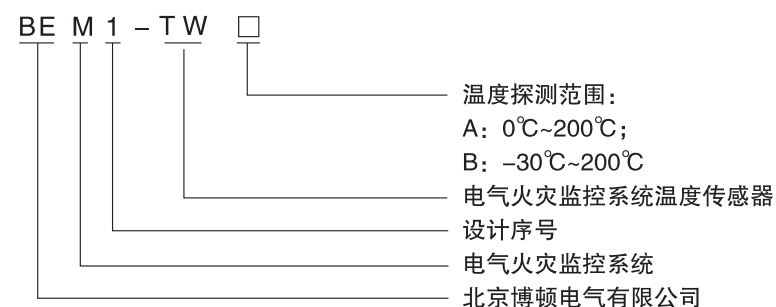 BE M 1 – TW □
温度探测范围：
A：0℃~200℃；
B：–30℃~200℃
电气火灾监控系统温度传感器
设计序号
电气火灾监控系统
北京博顿电气有限公司